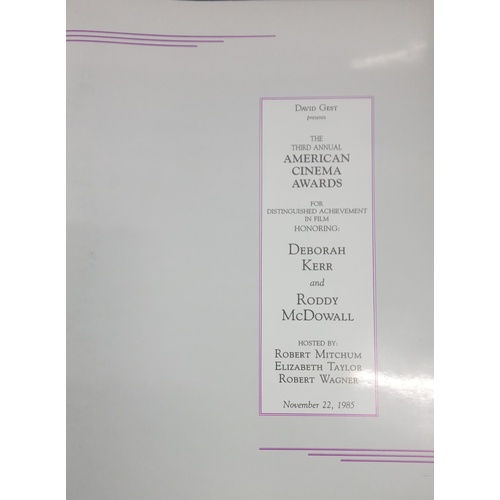 DAVID GEST
presents
THE
THIRD ANNUAL
AMERICAN
CINEMA
AWARDS
FOR
DISTINGUISHED ACHIEVEMENT
IN FILM
HONORING:
DEBORAH
KERR
and
RODDY
MCDOWALL
HOSTED BY:
ROBERT MITCHUM
ELIZABETH TAYLOR
ROBERT WAGNER
November 22, 1985